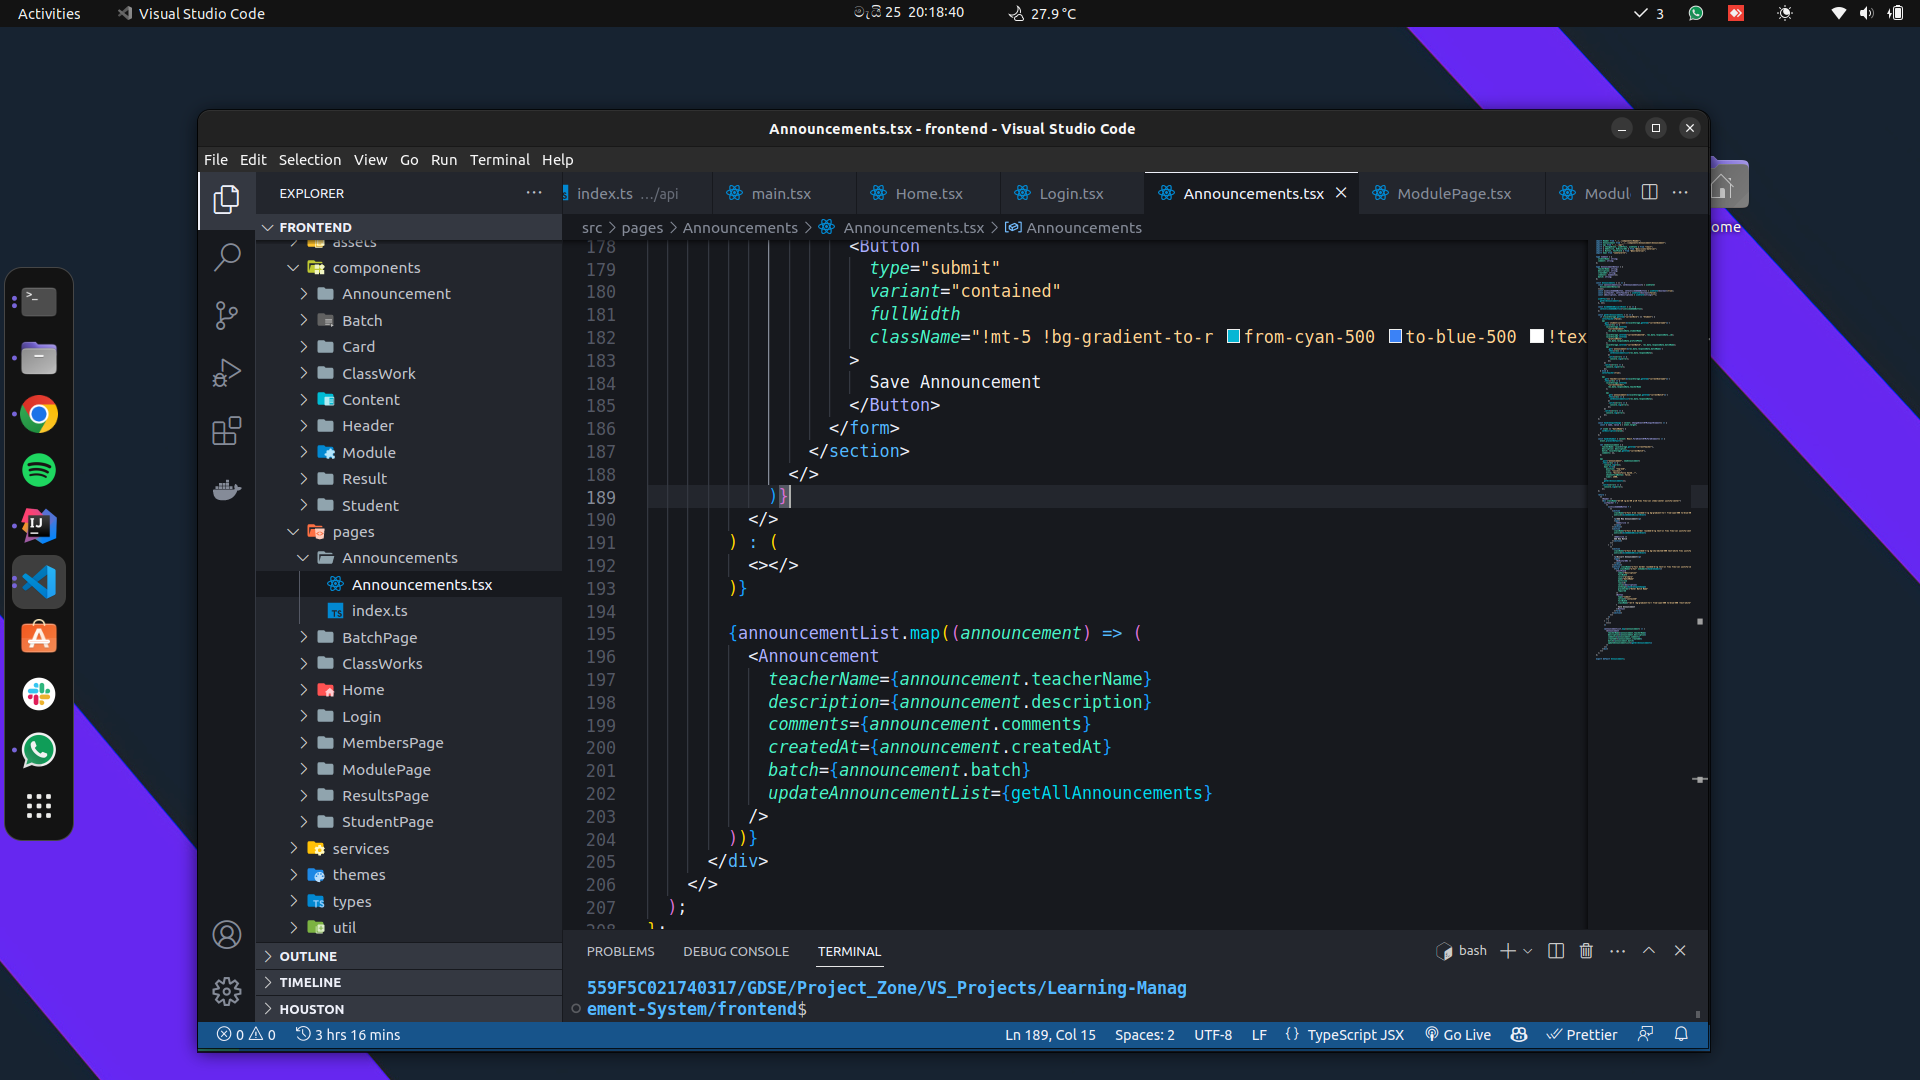 Activities
Visual Studio Code
මැයි 25 20:18:40
27.9 °C
3
Announcements.tsx - frontend - Visual Studio Code
File Edit Selection View Go Run Terminal Help
EXPLORER
FRONTEND
assets
components
Announcement
Batch
Card
ClassWork
Content
Header
Module
Result
Student
pages
Announcements
Announcements.tsx
TS index.ts
BatchPage
ClassWorks
Home
Login
MembersPage
ModulePage
ResultsPage
StudentPage
services
themes
types
util
OUTLINE
TIMELINE
HOUSTON
index.ts .../api
main.tsx
Home.tsx
Login.tsx
Announcements.tsx
ModulePage.tsx
Modul
ome
src > pages > Announcements > Announcements.tsx > Announcements
178 <Button
179 type="submit"
180 variant="contained"
181 fullWidth
182 className="!mt-5 !bg-gradient-to-r from-cyan-500 to-blue-500 !tex
183 >
184 Save Announcement
185 </Button>
186 </form>
187 </section>
188 </>
189 )}
190 </>
191 ) : (
192 <></>
193 )}
194
195 {announcementList.map((announcement) => (
196 <Announcement
197 teacherName={announcement.teacherName}
198 description={announcement.description}
199 comments={announcement.comments}
200 createdAt={announcement.createdAt}
201 batch={announcement.batch}
202 updateAnnouncementList={getAllAnnouncements}
203 />
204 ))}
205 </div>
206 </>
207 );
208 };
PROBLEMS DEBUG CONSOLE TERMINAL
bash
559F5C021740317/GDSE/Project_Zone/VS_Projects/Learning-Manag
ement-System/frontend$
0 0 3 hrs 16 mins
Ln 189, Col 15 Spaces: 2 UTF-8 LF {} TypeScript JSX Go Live Prettier